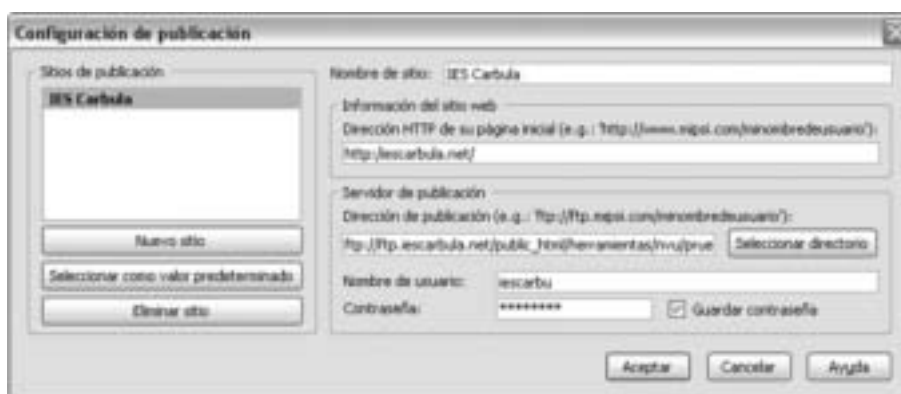 Configuración de publicación
Sitios de publicación
IES Carbula
Nuevo sitio
Seleccionar como valor predeterminado
Eliminar sitio
Nombre de sitio: IES Carbula
Información del sitio web
Dirección HTTP de su página inicial (e.g.: 'http://www.mipsi.com/minombredeusuario'):
http:/iescarbula.net/
Servidor de publicación
Dirección de publicación (e.g.: 'ftp://ftp.mipsi.com/minombredeusuario'):
ftp://ftp.iescarbula.net/public_html/herramientas/nvu/prue
Seleccionar directorio
Nombre de usuario: iescarbu
Contraseña: ********
Guardar contraseña
Aceptar
Cancelar
Ayuda